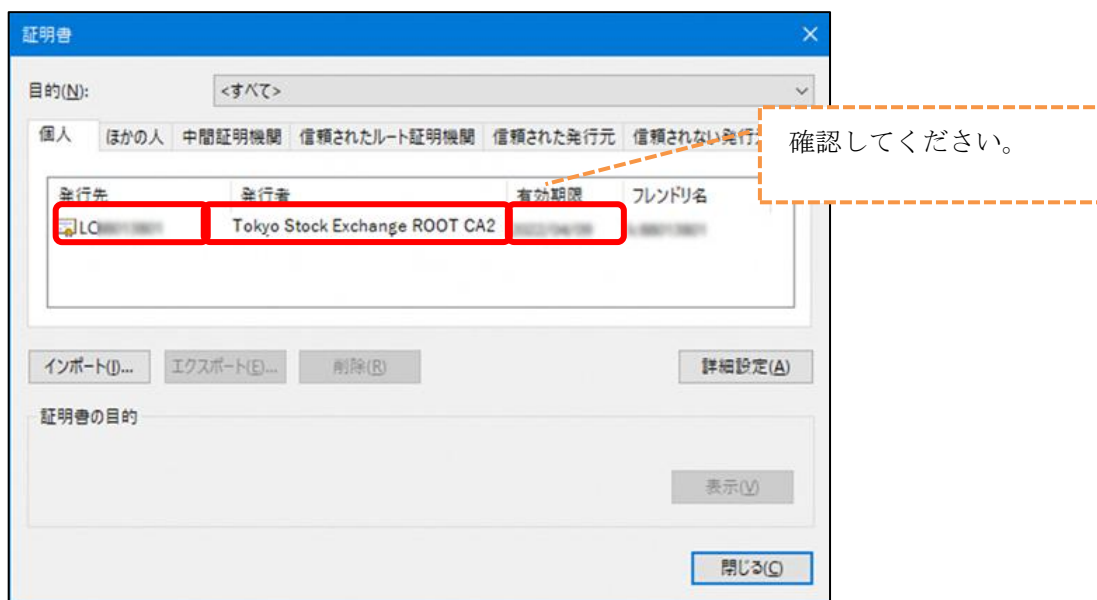 証明書
目的(N):
<すべて>
個人 ほかの人 中間証明機関 信頼されたルート証明機関 信頼された発行元 信頼されない発行
確認してください。
発行先 発行者 有効期限 フレンドリ名
LC Tokyo Stock Exchange ROOT CA2
インポート(I)... エクスポート(E)... 削除(R) 詳細設定(A)
証明書の目的
表示(V)
閉じる(C)